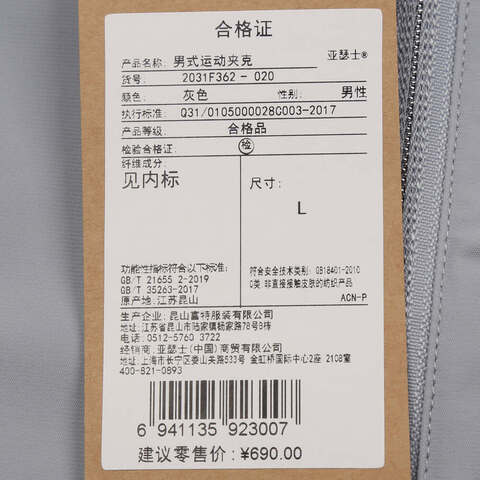 合格证
产品名称: 男式运动夹克 亚瑟士®
货号: 2031F362 - 020
颜色: 灰色 性别: 男性
执行标准: Q31/0105000028C003-2017
产品等级: 合格品
检验合格证: 检
纤维成分:
见内标
尺寸:
L
功能性指标符合以下标准:
GB/T 21655.2-2019
GB/T 35263-2017
原产地: 江苏昆山
符合安全技术类别: GB18401-2010
C类: 非直接接触皮肤的纺织产品
ACN-P
生产企业: 昆山富特服装有限公司
地址:江苏省昆山市陆家镇杨家路78号8栋
电话:0512-5760 3722
经销商: 亚瑟士(中国)商贸有限公司
地址:上海市长宁区娄山关路533号 金虹桥国际中心2座 2108室
400-821-0893
6 941135 923007
建议零售价: ¥690.00